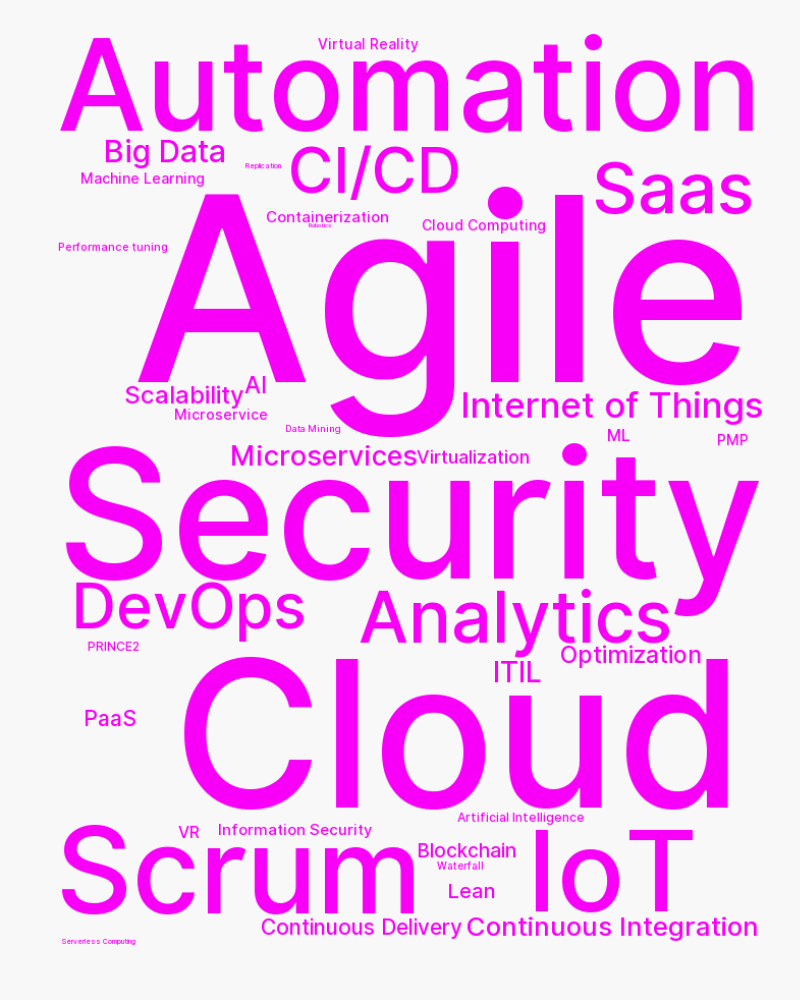 Virtual Reality
Automation
Big Data
CI/CD
Replication
Machine Learning
Saas
Containerization
Robotics
Cloud Computing
Performance tuning
Agile
Scalability
AI
Microservice
Internet of Things
Data Mining
ML
PMP
Microservices
Virtualization
Security
DevOps
Analytics
PRINCE2
Optimization
ITIL
PaaS
Cloud
Artificial Intelligence
VR
Information Security
Scrum
Blockchain
IoT
Waterfall
Lean
Continuous Delivery
Continuous Integration
Serverless Computing